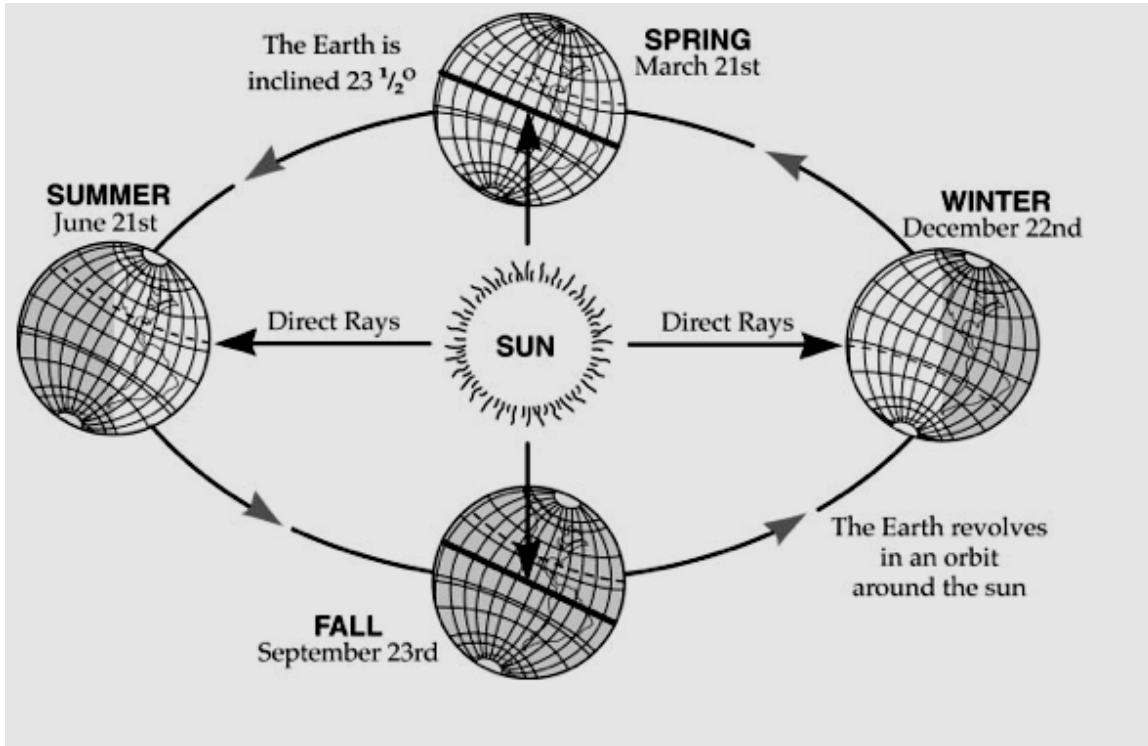 The Earth is
inclined 23 ½°
SPRING
March 21st
SUMMER
June 21st
WINTER
December 22nd
Direct Rays
SUN
Direct Rays
FALL
September 23rd
The Earth revolves
in an orbit
around the sun